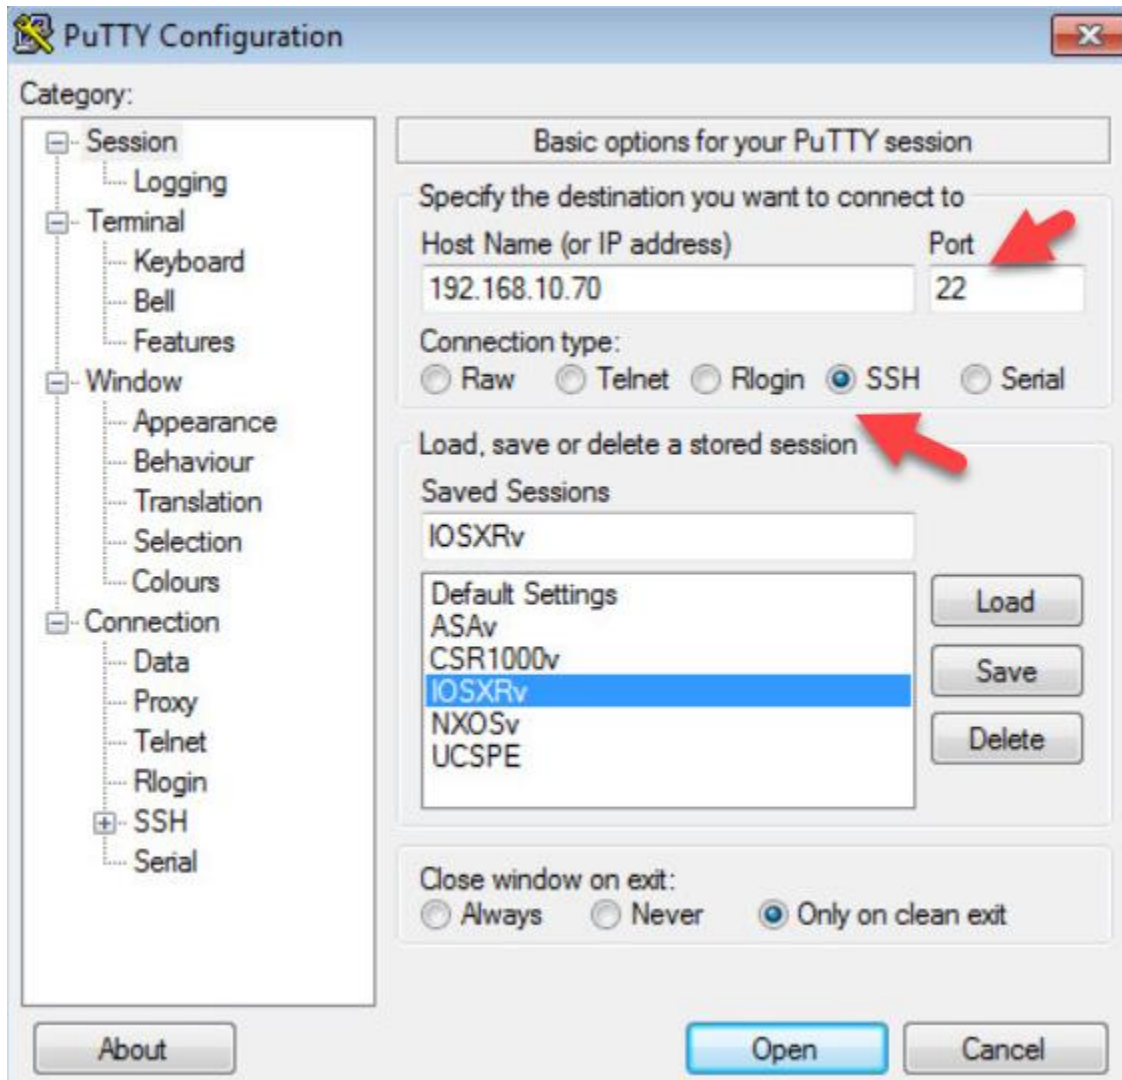 PuTTY Configuration
Category:
Session
Logging
Terminal
Keyboard
Bell
Features
Window
Appearance
Behaviour
Translation
Selection
Colours
Connection
Data
Proxy
Telnet
Rlogin
SSH
Serial
Basic options for your PuTTY session
Specify the destination you want to connect to
Host Name (or IP address) Port
192.168.10.70 22
Connection type:
Raw Telnet Rlogin SSH Serial
Load, save or delete a stored session
Saved Sessions
IOSXRv
Default Settings
ASAv
CSR1000v
IOSXRv
NXOSv
UCSPE
Load
Save
Delete
Close window on exit:
Always Never Only on clean exit
About Open Cancel